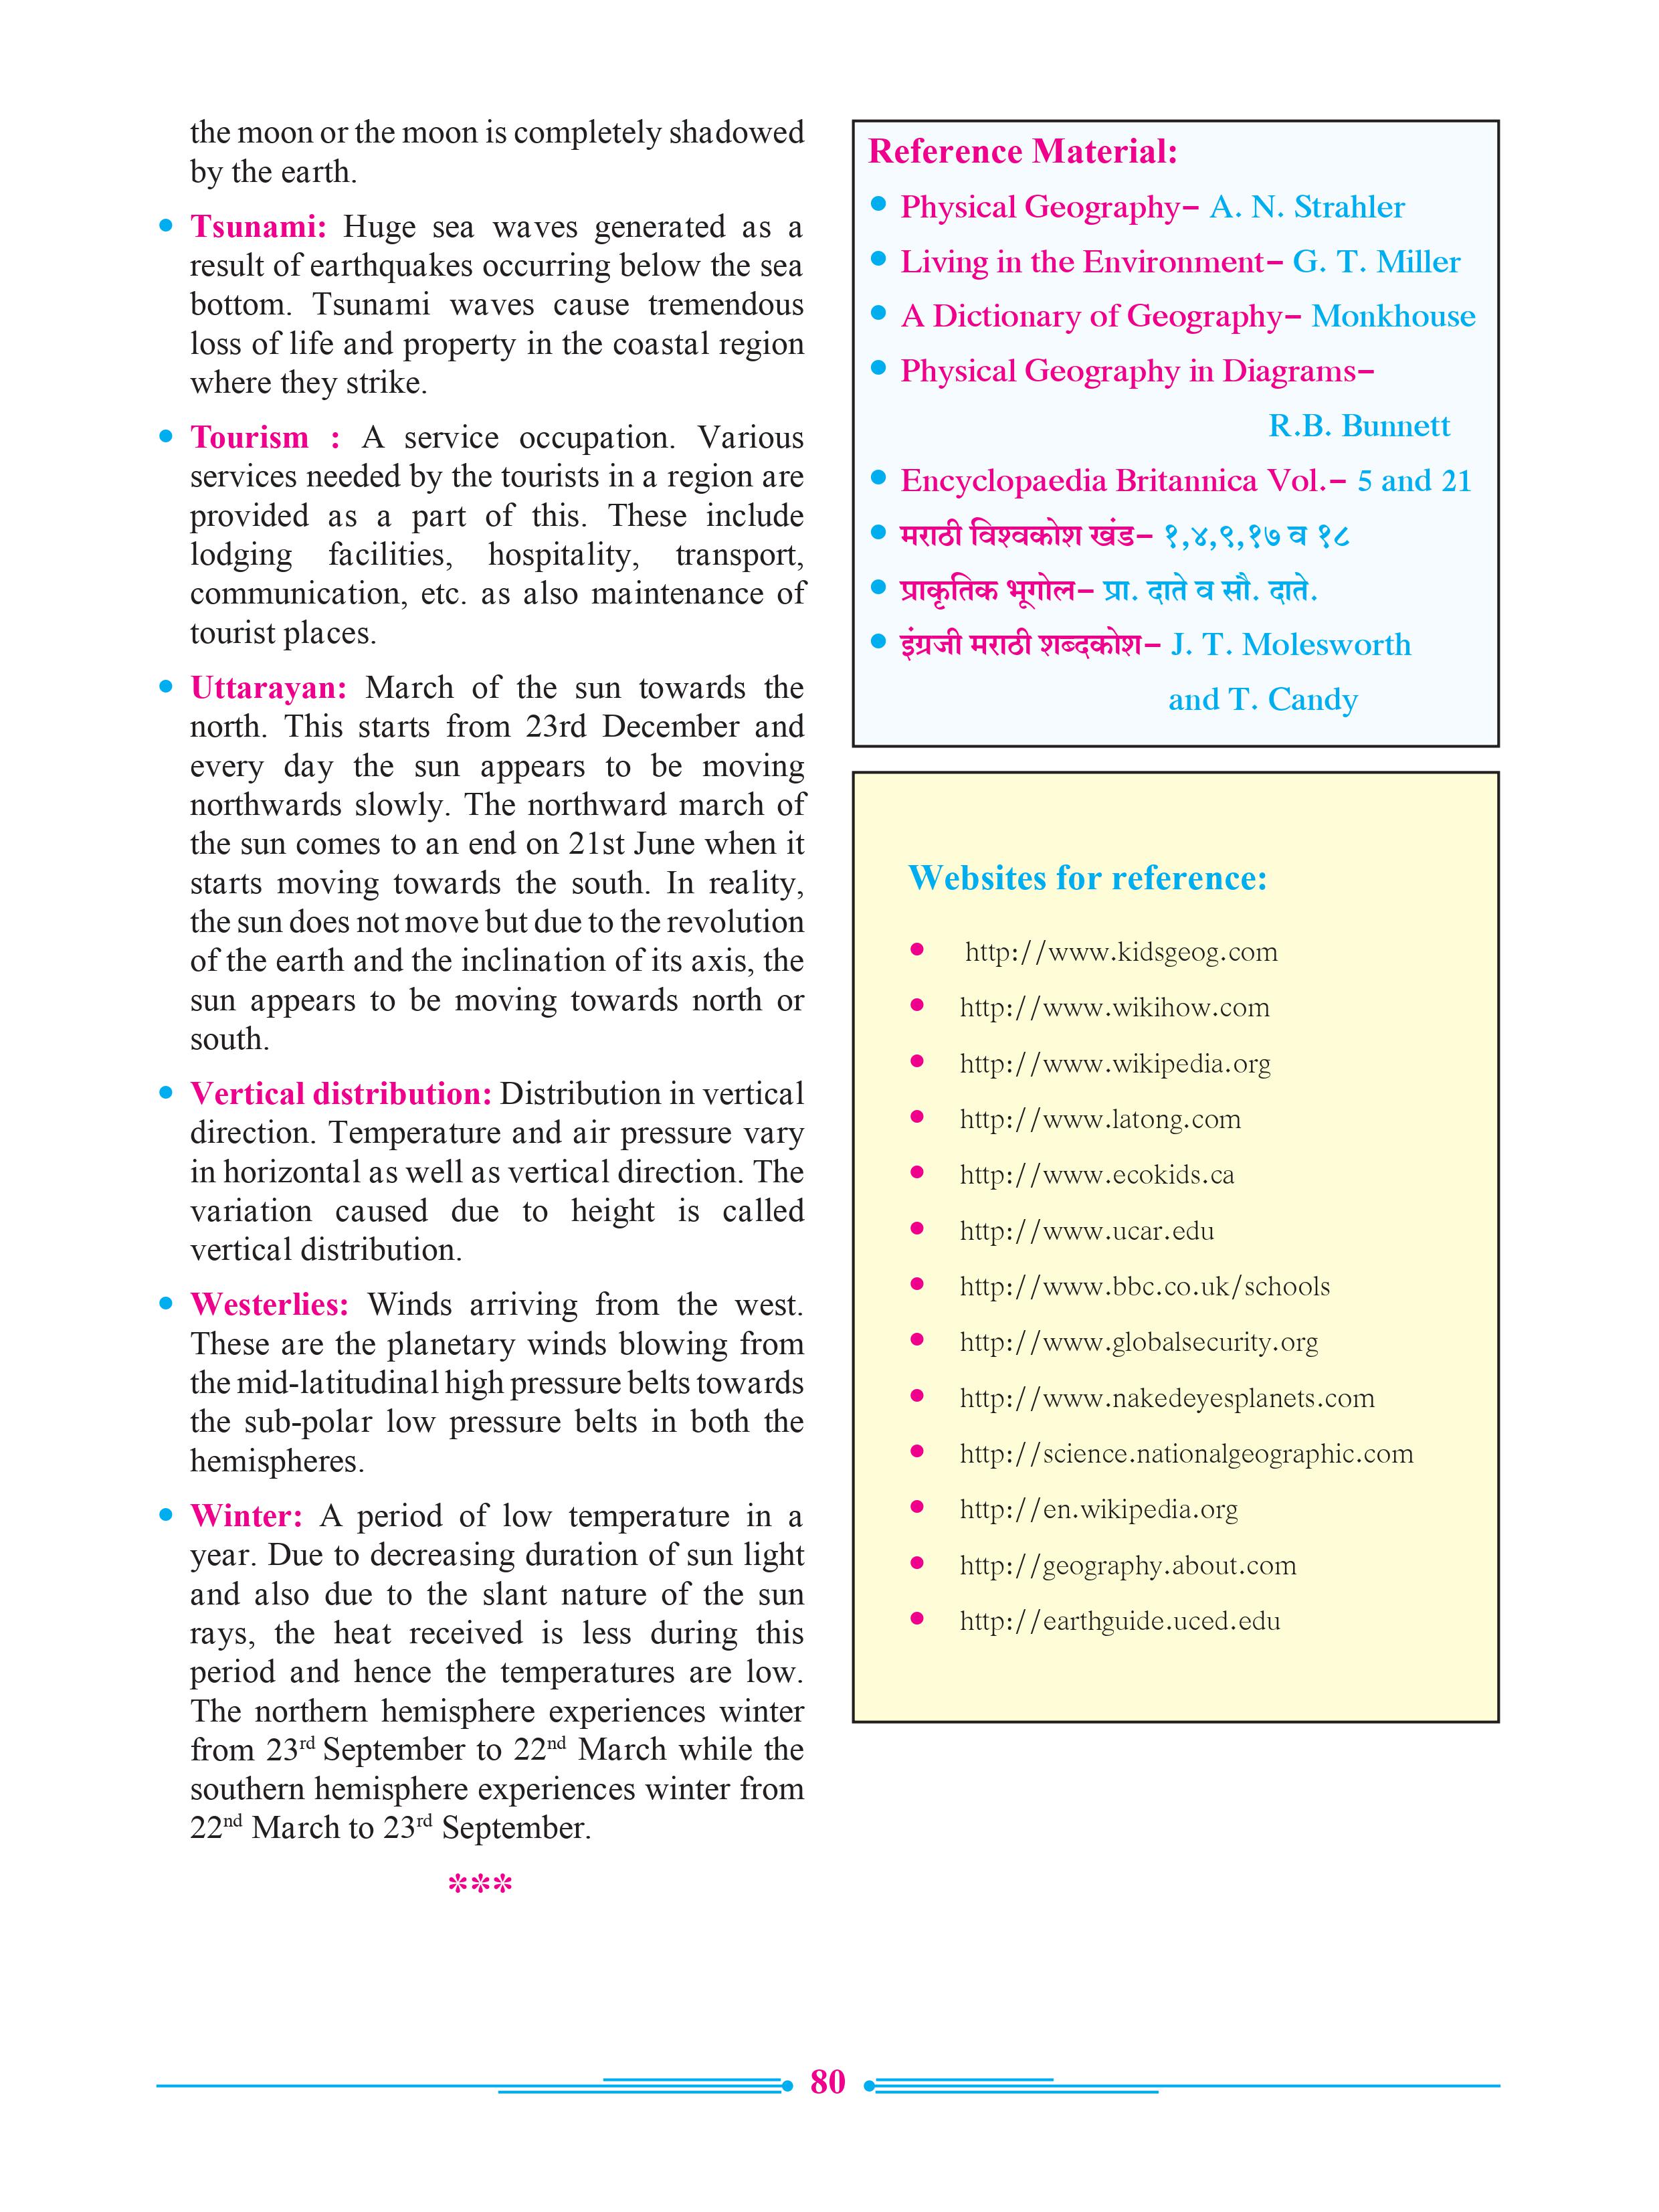 the moon or the moon is completely shadowed
by the earth.
• Tsunami: Huge sea waves generated as a
result of earthquakes occurring below the sea
bottom. Tsunami waves cause tremendous
loss of life and property in the coastal region
where they strike.
• Tourism : A service occupation. Various
services needed by the tourists in a region are
provided as a part of this. These include
lodging facilities, hospitality, transport,
communication, etc. as also maintenance of
tourist places.
• Uttarayan: March of the sun towards the
north. This starts from 23rd December and
every day the sun appears to be moving
northwards slowly. The northward march of
the sun comes to an end on 21st June when it
starts moving towards the south. In reality,
the sun does not move but due to the revolution
of the earth and the inclination of its axis, the
sun appears to be moving towards north or
south.
• Vertical distribution: Distribution in vertical
direction. Temperature and air pressure vary
in horizontal as well as vertical direction. The
variation caused due to height is called
vertical distribution.
• Westerlies: Winds arriving from the west.
These are the planetary winds blowing from
the mid-latitudinal high pressure belts towards
the sub-polar low pressure belts in both the
hemispheres.
• Winter: A period of low temperature in a
year. Due to decreasing duration of sun light
and also due to the slant nature of the sun
rays, the heat received is less during this
period and hence the temperatures are low.
The northern hemisphere experiences winter
from 23rd September to 22nd March while the
southern hemisphere experiences winter from
22nd March to 23rd September.
***
Reference Material:
• Physical Geography– A. N. Strahler
• Living in the Environment– G. T. Miller
• A Dictionary of Geography– Monkhouse
• Physical Geography in Diagrams–
R.B. Bunnett
• Encyclopaedia Britannica Vol.– 5 and 21
• मराठी विश्वकोश खंड– १,४,९,१७ व १८
• प्राकृतिक भूगोल– प्रा. दाते व सौ. दाते.
• इंग्रजी मराठी शब्दकोश– J. T. Molesworth
and T. Candy
Websites for reference:
• http://www.kidsgeog.com
• http://www.wikihow.com
• http://www.wikipedia.org
• http://www.latong.com
• http://www.ecokids.ca
• http://www.ucar.edu
• http://www.bbc.co.uk/schools
• http://www.globalsecurity.org
• http://www.nakedeyesplanets.com
• http://science.nationalgeographic.com
• http://en.wikipedia.org
• http://geography.about.com
• http://earthguide.uced.edu
80